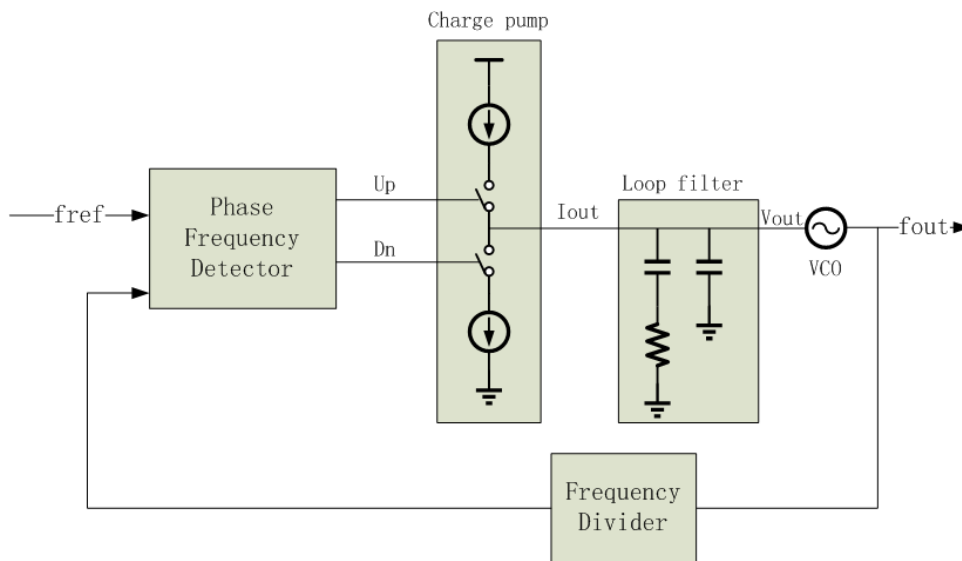 Charge pump
Up
Loop filter
fref
Phase
Frequency
Detector
Iout
Vout
fout
Dn
VCO
Frequency
Divider